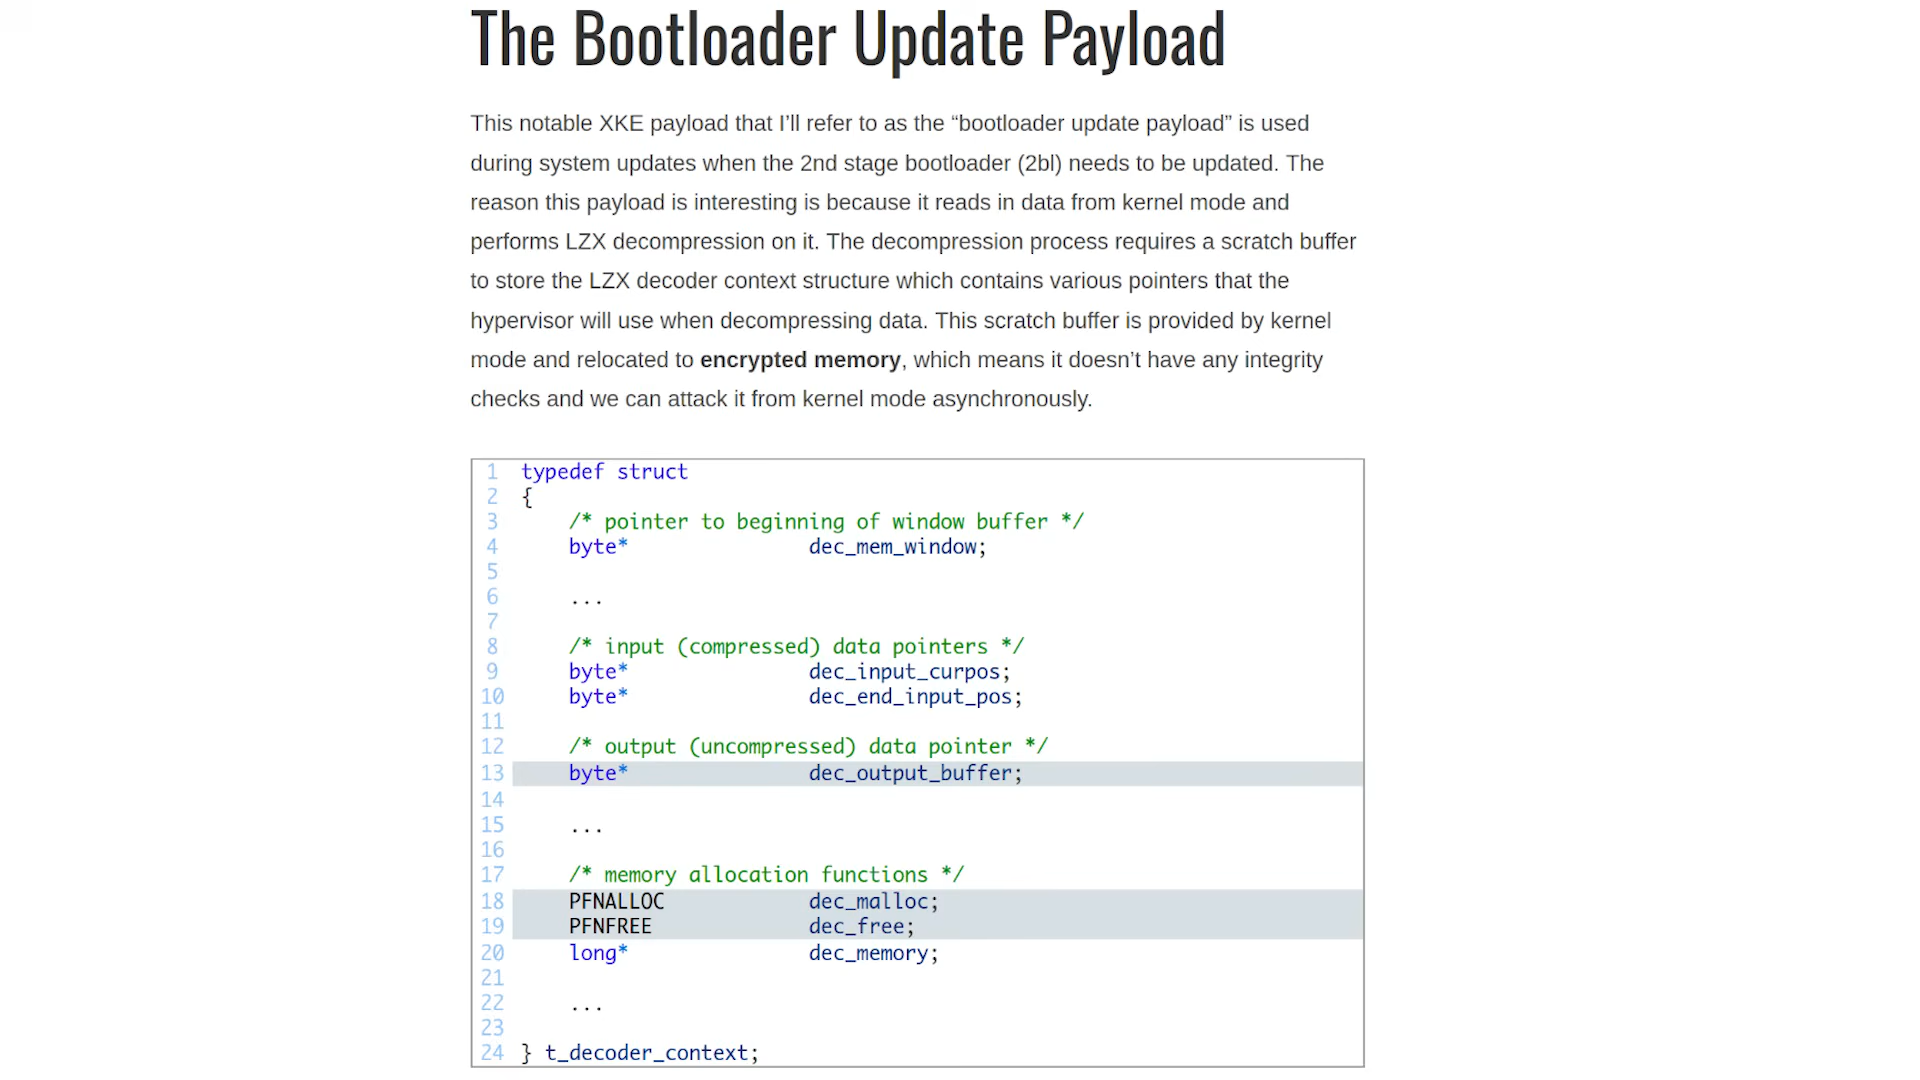 The Bootloader Update Payload
This notable XKE payload that I’ll refer to as the “bootloader update payload” is used
during system updates when the 2nd stage bootloader (2bl) needs to be updated. The
reason this payload is interesting is because it reads in data from kernel mode and
performs LZX decompression on it. The decompression process requires a scratch buffer
to store the LZX decoder context structure which contains various pointers that the
hypervisor will use when decompressing data. This scratch buffer is provided by kernel
mode and relocated to encrypted memory, which means it doesn’t have any integrity
checks and we can attack it from kernel mode asynchronously.
1 typedef struct
2 {
3 /* pointer to beginning of window buffer */
4 byte* dec_mem_window;
5
6 ...
7
8 /* input (compressed) data pointers */
9 byte* dec_input_curpos;
10 byte* dec_end_input_pos;
11
12 /* output (uncompressed) data pointer */
13 byte* dec_output_buffer;
14
15 ...
16
17 /* memory allocation functions */
18 PFNALLOC dec_malloc;
19 PFNFREE dec_free;
20 long* dec_memory;
21
22 ...
23
24 } t_decoder_context;